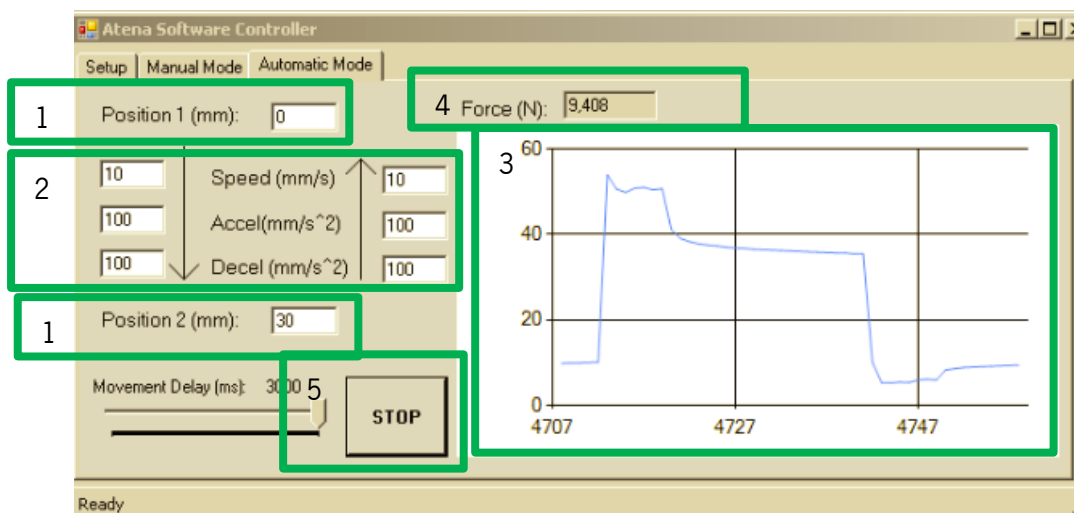 Atena Software Controller
Setup Manual Mode Automatic Mode
1 Position 1 (mm): 0
4 Force (N): 9,408
2
10 Speed (mm/s) 10
100 Accel(mm/s^2) 100
100 Decel (mm/s^2) 100
1 Position 2 (mm): 30
Movement Delay (ms): 3000
5
STOP
3
60
40
20
0
4707 4727 4747
Ready